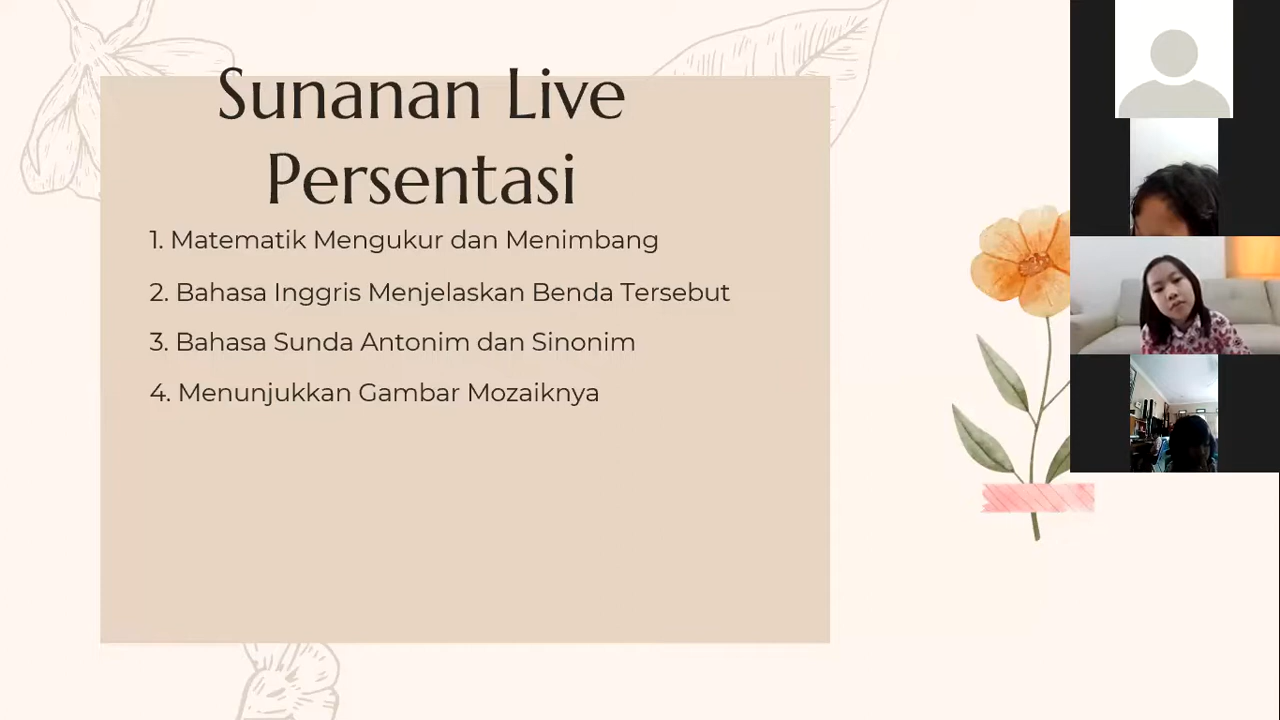 Sunanan Live
Persentasi
1. Matematik Mengukur dan Menimbang
2. Bahasa Inggris Menjelaskan Benda Tersebut
3. Bahasa Sunda Antonim dan Sinonim
4. Menunjukkan Gambar Mozaiknya